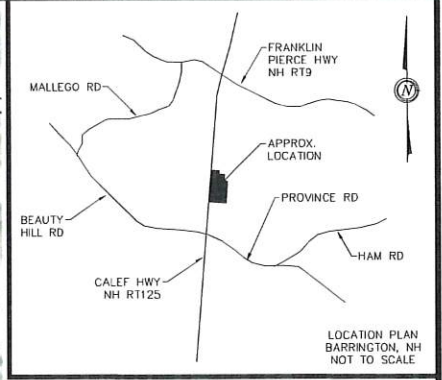 FRANKLIN
PIERCE HWY
NH RT9
MALLEGO RD
N
APPROX.
LOCATION
PROVINCE RD
BEAUTY
HILL RD
HAM RD
CALEF HWY
NH RT125
LOCATION PLAN
BARRINGTON, NH
NOT TO SCALE